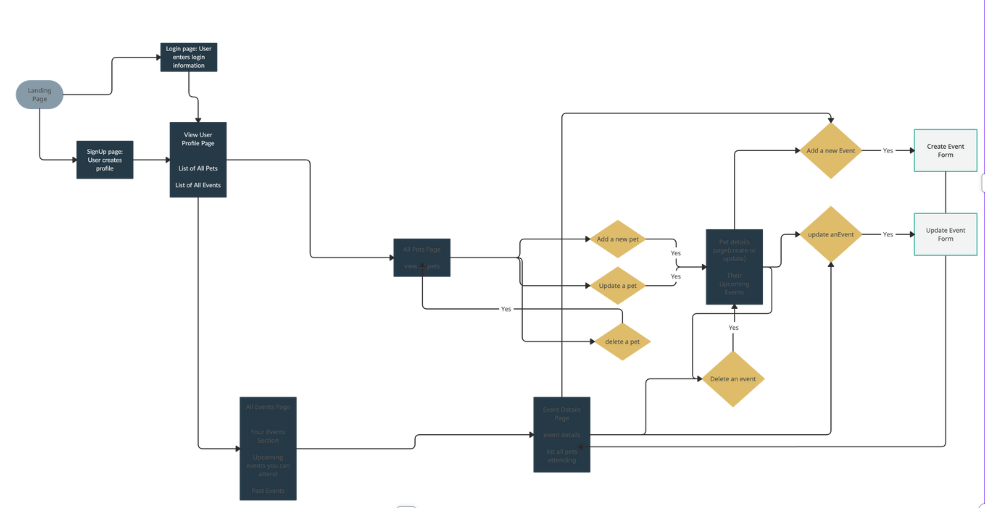 Login page: User
enters login
information
Landing
Page
SignUp page:
User creates
profile
View User
Profile Page
List of All Pets
List of All Events
All Pets Page
pets
Add a new pet
Yes
Update a pet
Yes
Yes
delete a pet
Pet details
page(create or
update)
Their
Upcoming
Events
Add a new Event
Yes
Create Event
Form
update anEvent
Yes
Update Event
Form
Yes
Delete an event
All Events Page
Your Events
Section
Upcoming
events you can
attend
Past Events
Event Details
Page
event details
list all pets
attending